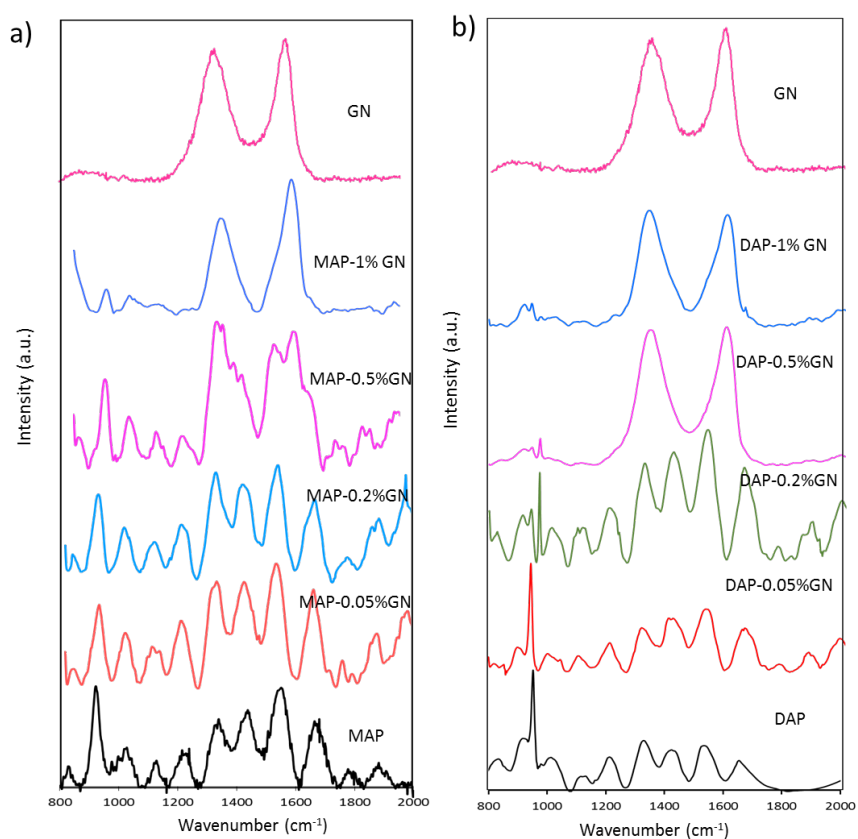 a)
GN
MAP-1% GN
MAP-0.5%GN
MAP-0.2%GN
MAP-0.05%GN
MAP
Intensity (a.u.)
800 1000 1200 1400 1600 1800 2000
Wavenumber (cm⁻¹)
b)
GN
DAP-1% GN
DAP-0.5%GN
DAP-0.2%GN
DAP-0.05%GN
DAP
Intensity (a.u.)
800 1000 1200 1400 1600 1800 2000
Wavenumber (cm⁻¹)